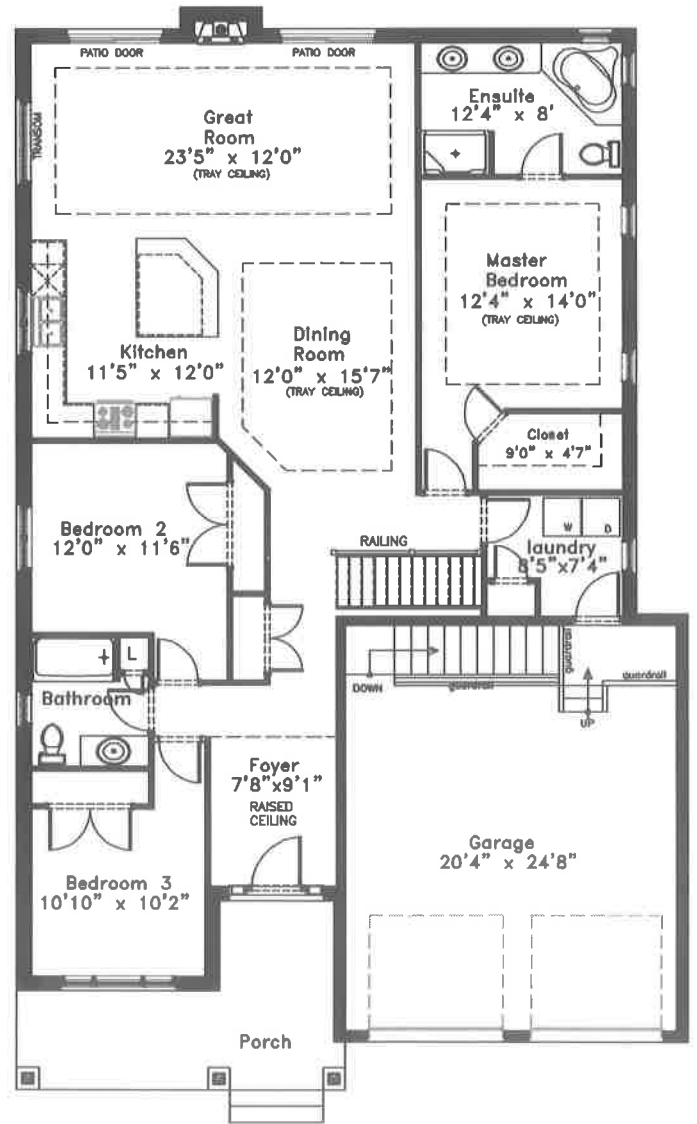 PATIO DOOR
PATIO DOOR
TRANSOM
Great
Room
23'5" x 12'0"
(TRAY CEILING)
Ensuite
12'4" x 8'
Master
Bedroom
12'4" x 14'0"
(TRAY CEILING)
Dining
Room
12'0" x 15'7"
(TRAY CEILING)
Kitchen
11'5" x 12'0"
Closet
9'0" x 4'7"
Bedroom 2
12'0" x 11'6"
RAILING
W
D
laundry
8'5"x7'4"
L
Bathroom
DOWN
guardrail
guardrail
guardrail
UP
Foyer
7'8"x9'1"
RAISED
CEILING
Garage
20'4" x 24'8"
Bedroom 3
10'10" x 10'2"
Porch